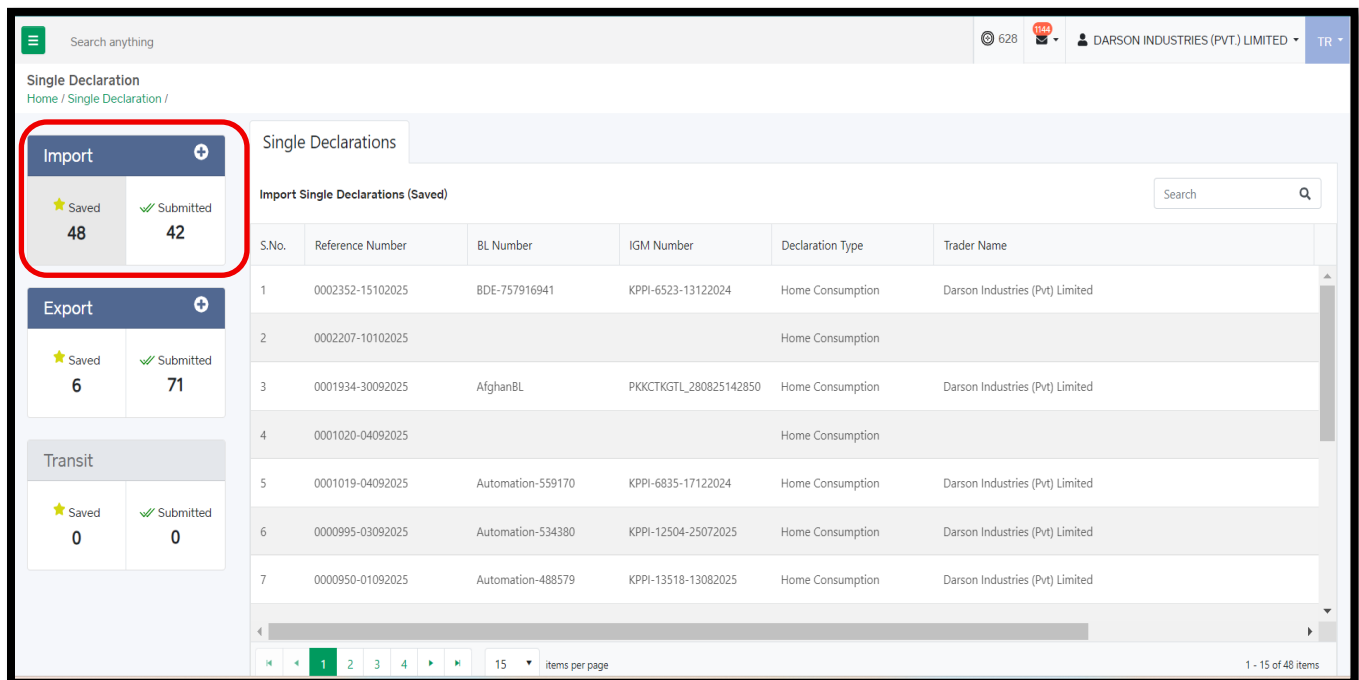 Search anything
628
1144
DARSON INDUSTRIES (PVT.) LIMITED
TR
Single Declaration
Home / Single Declaration /
Import
Saved
48
Submitted
42
Export
Saved
6
Submitted
71
Transit
Saved
0
Submitted
0
Single Declarations
Import Single Declarations (Saved)
Search
S.No. Reference Number BL Number IGM Number Declaration Type Trader Name
1 0002352-15102025 BDE-757916941 KPPI-6523-13122024 Home Consumption Darson Industries (Pvt) Limited
2 0002207-10102025 Home Consumption
3 0001934-30092025 AfghanBL PKKCTKGTL_280825142850 Home Consumption Darson Industries (Pvt) Limited
4 0001020-04092025 Home Consumption
5 0001019-04092025 Automation-559170 KPPI-6835-17122024 Home Consumption Darson Industries (Pvt) Limited
6 0000995-03092025 Automation-534380 KPPI-12504-25072025 Home Consumption Darson Industries (Pvt) Limited
7 0000950-01092025 Automation-488579 KPPI-13518-13082025 Home Consumption Darson Industries (Pvt) Limited
1 2 3 4 15 items per page 1 - 15 of 48 items